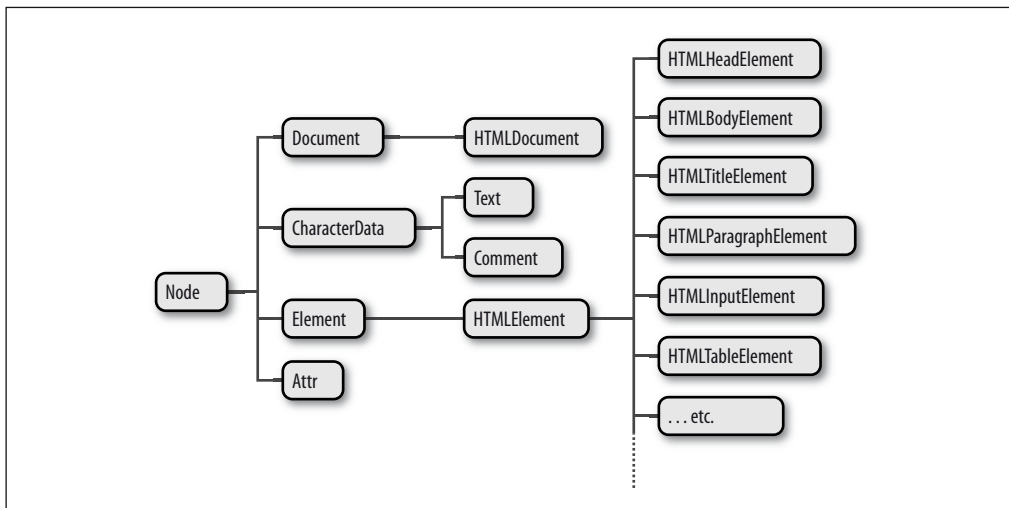 Node
Document
CharacterData
Element
Attr
HTMLDocument
Text
Comment
HTMLElement
HTMLHeadElement
HTMLBodyElement
HTMLTitleElement
HTMLParagraphElement
HTMLInputElement
HTMLTableElement
. . . etc.